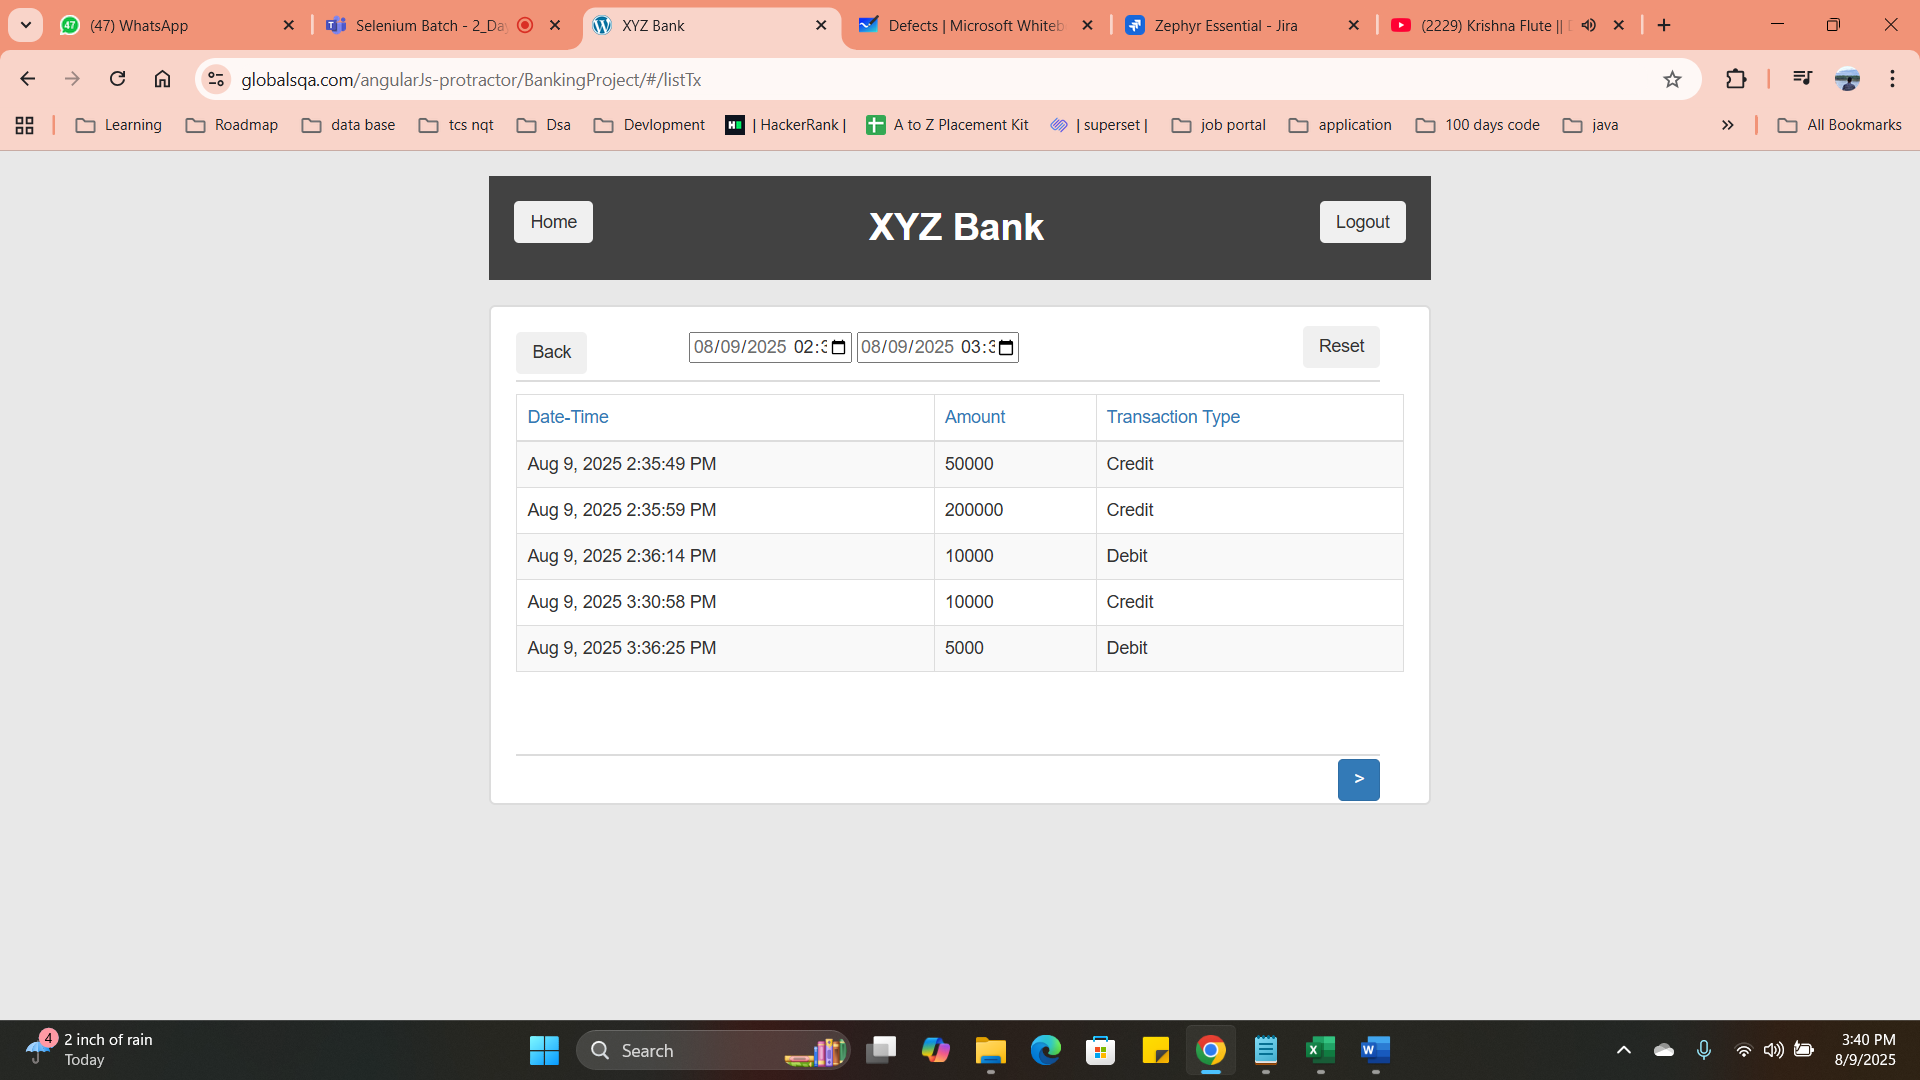 47 (47) WhatsApp
Selenium Batch - 2_Da
XYZ Bank
Defects | Microsoft Whiteb
Zephyr Essential - Jira
(2229) Krishna Flute ||
globalsqa.com/angularJs-protractor/BankingProject/#/listTx
Learning
Roadmap
data base
tcs nqt
Dsa
Devlopment
| HackerRank |
A to Z Placement Kit
| superset |
job portal
application
100 days code
java
All Bookmarks
Home
XYZ Bank
Logout
Back
08/09/2025 02:3
08/09/2025 03:3
Reset
Date-Time Amount Transaction Type
Aug 9, 2025 2:35:49 PM 50000 Credit
Aug 9, 2025 2:35:59 PM 200000 Credit
Aug 9, 2025 2:36:14 PM 10000 Debit
Aug 9, 2025 3:30:58 PM 10000 Credit
Aug 9, 2025 3:36:25 PM 5000 Debit
>
4
2 inch of rain
Today
Search
3:40 PM
8/9/2025